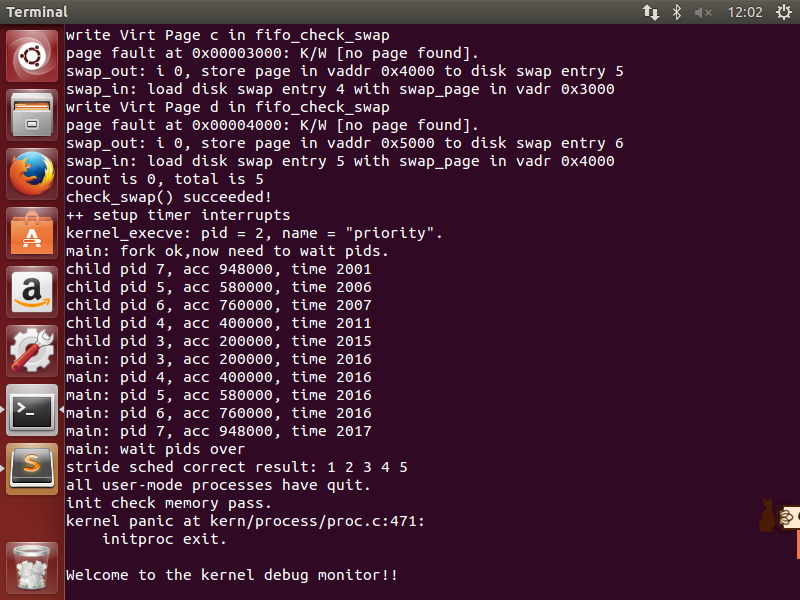 Terminal
12:02
write Virt Page c in fifo_check_swap
page fault at 0x00003000: K/W [no page found].
swap_out: i 0, store page in vaddr 0x4000 to disk swap entry 5
swap_in: load disk swap entry 4 with swap_page in vadr 0x3000
write Virt Page d in fifo_check_swap
page fault at 0x00004000: K/W [no page found].
swap_out: i 0, store page in vaddr 0x5000 to disk swap entry 6
swap_in: load disk swap entry 5 with swap_page in vadr 0x4000
count is 0, total is 5
check_swap() succeeded!
++ setup timer interrupts
kernel_execve: pid = 2, name = "priority".
main: fork ok,now need to wait pids.
child pid 7, acc 948000, time 2001
child pid 5, acc 580000, time 2006
child pid 6, acc 760000, time 2007
child pid 4, acc 400000, time 2011
child pid 3, acc 200000, time 2015
main: pid 3, acc 200000, time 2016
main: pid 4, acc 400000, time 2016
main: pid 5, acc 580000, time 2016
main: pid 6, acc 760000, time 2016
main: pid 7, acc 948000, time 2017
main: wait pids over
stride sched correct result: 1 2 3 4 5
all user-mode processes have quit.
init check memory pass.
kernel panic at kern/process/proc.c:471:
    initproc exit.
Welcome to the kernel debug monitor!!